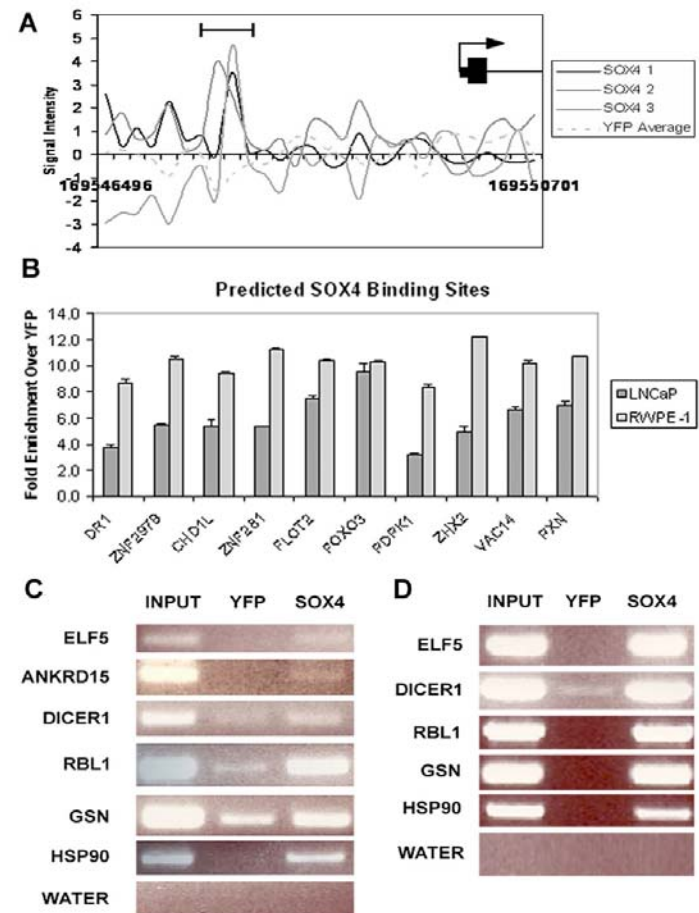 A
6
5
4
3
2
1
0
-1
-2
-3
-4
Signal Intensity
169546496
169550701
SOX4 1
SOX4 2
SOX4 3
YFP Average
B
Predicted SOX4 Binding Sites
Fold Enrichment Over YFP
14.0
12.0
10.0
8.0
6.0
4.0
2.0
0.0
DR1
ZNF297B
CHD1L
ZNF281
FLOT2
FOXO3
PDPK1
ZHX2
VAC14
PXN
LNCaP
RWPE-1
C
INPUT YFP SOX4
ELF5
ANKRD15
DICER1
RBL1
GSN
HSP90
WATER
D
INPUT YFP SOX4
ELF5
DICER1
RBL1
GSN
HSP90
WATER